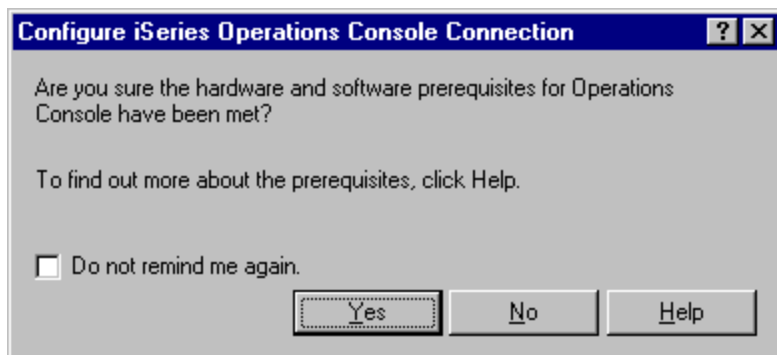 Configure iSeries Operations Console Connection
Are you sure the hardware and software prerequisites for Operations
Console have been met?
To find out more about the prerequisites, click Help.
Do not remind me again.
Yes No Help